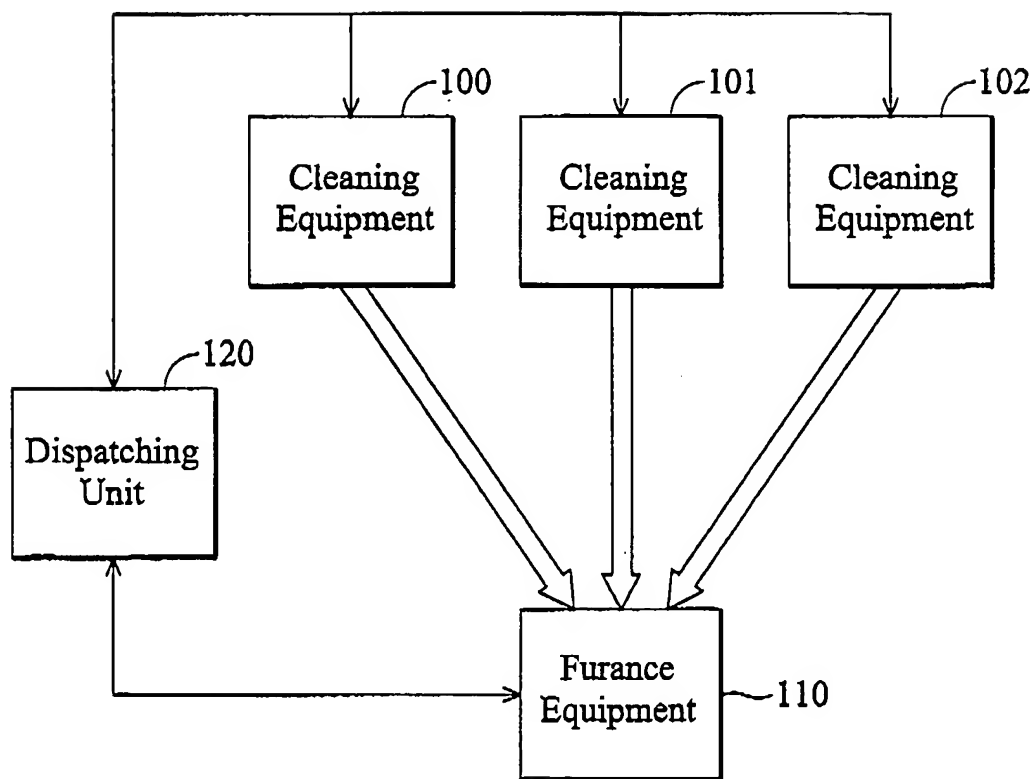 100
101
102
Cleaning
Equipment
Cleaning
Equipment
Cleaning
Equipment
120
Dispatching
Unit
Furance
Equipment
110